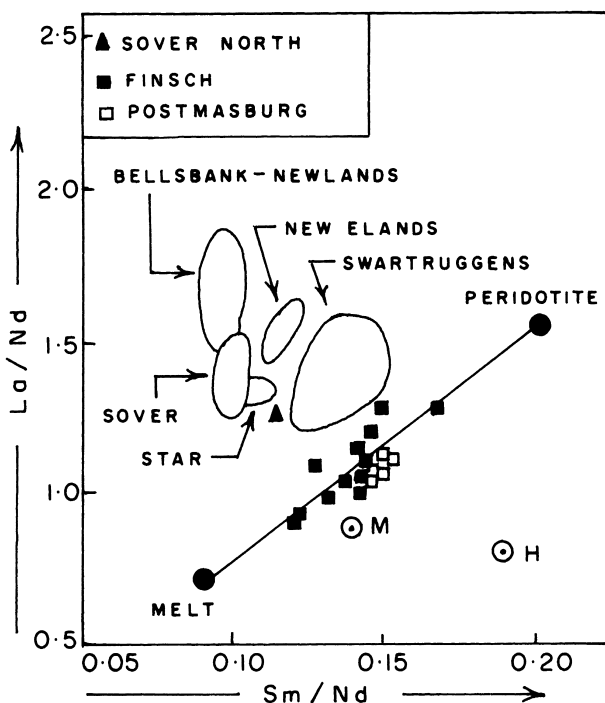 2·5
▲ SOVER NORTH
■ FINSCH
□ POSTMASBURG
BELLSBANK–NEWLANDS
2·0
NEW ELANDS
SWARTRUGGENS
PERIDOTITE
1·5
La/Nd
SOVER
STAR
1·0
M
H
MELT
0·5
0·05 0·10 0·15 0·20
Sm/Nd